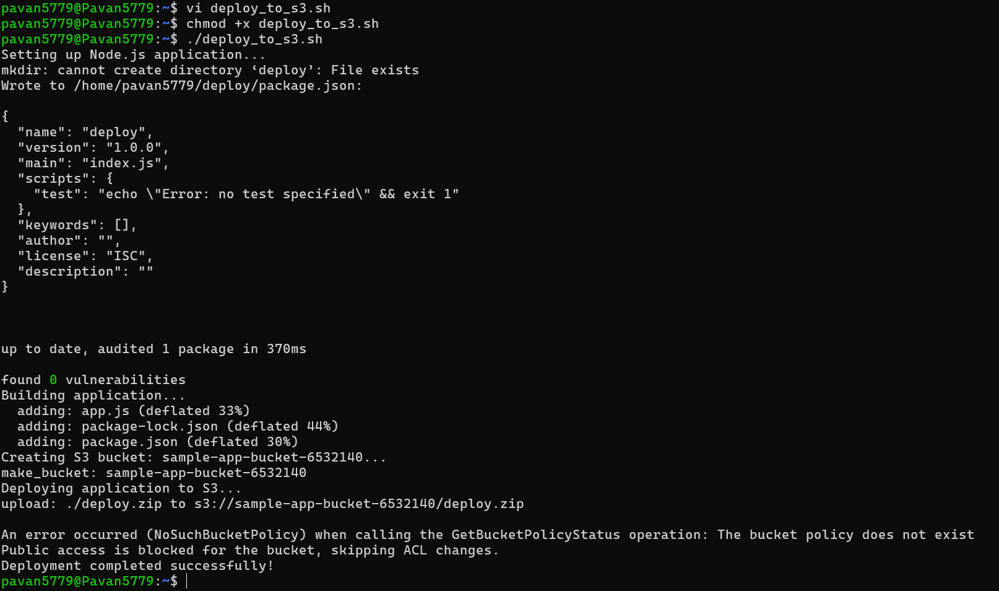 pavan5779@Pavan5779:~$ vi deploy_to_s3.sh
pavan5779@Pavan5779:~$ chmod +x deploy_to_s3.sh
pavan5779@Pavan5779:~$ ./deploy_to_s3.sh
Setting up Node.js application...
mkdir: cannot create directory ‘deploy’: File exists
Wrote to /home/pavan5779/deploy/package.json:

{
  "name": "deploy",
  "version": "1.0.0",
  "main": "index.js",
  "scripts": {
    "test": "echo \"Error: no test specified\" && exit 1"
  },
  "keywords": [],
  "author": "",
  "license": "ISC",
  "description": ""
}

up to date, audited 1 package in 370ms

found 0 vulnerabilities
Building application...
  adding: app.js (deflated 33%)
  adding: package-lock.json (deflated 44%)
  adding: package.json (deflated 30%)
Creating S3 bucket: sample-app-bucket-6532140...
make_bucket: sample-app-bucket-6532140
Deploying application to S3...
upload: ./deploy.zip to s3://sample-app-bucket-6532140/deploy.zip

An error occurred (NoSuchBucketPolicy) when calling the GetBucketPolicyStatus operation: The bucket policy does not exist
Public access is blocked for the bucket, skipping ACL changes.
Deployment completed successfully!
pavan5779@Pavan5779:~$